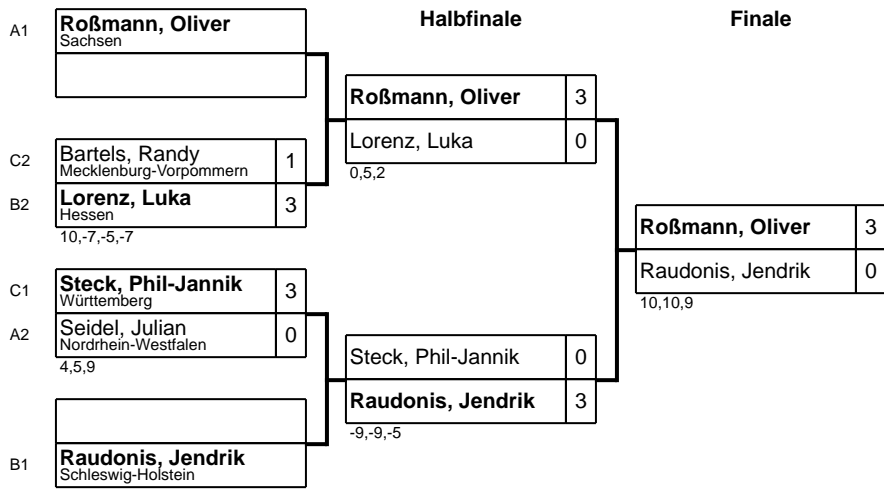 Halbfinale
Finale
A1
Roßmann, Oliver
Sachsen
C2
Bartels, Randy 1
Mecklenburg-Vorpommern
B2
Lorenz, Luka 3
Hessen
10,-7,-5,-7
C1
Steck, Phil-Jannik 3
Württemberg
A2
Seidel, Julian 0
Nordrhein-Westfalen
4,5,9
B1
Raudonis, Jendrik
Schleswig-Holstein
Roßmann, Oliver 3
Lorenz, Luka 0
0,5,2
Steck, Phil-Jannik 0
Raudonis, Jendrik 3
-9,-9,-5
Roßmann, Oliver 3
Raudonis, Jendrik 0
10,10,9